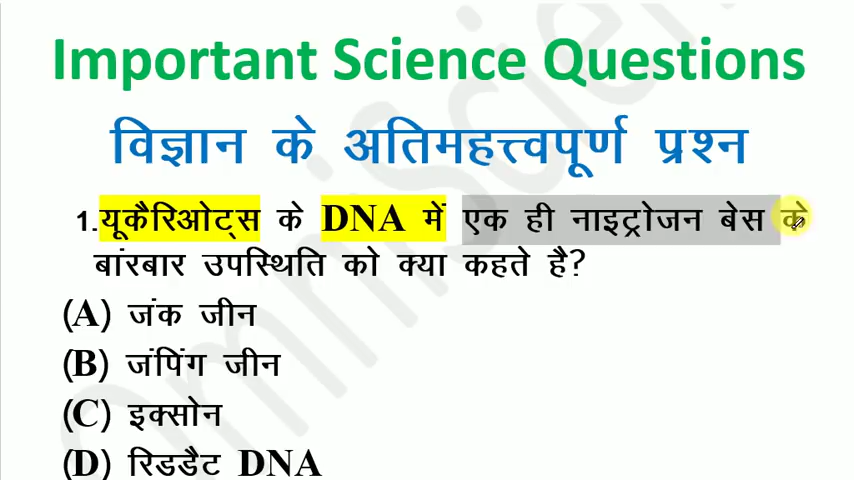 Important Science Questions
विज्ञान के अतिमहत्त्वपूर्ण प्रश्न
1.यूकैरिओट्स के DNA में एक ही नाइट्रोजन बेस के
बांरबार उपस्थिति को क्या कहते है?
(A) जंक जीन
(B) जंपिंग जीन
(C) इक्सोन
(D) रिडडैट DNA